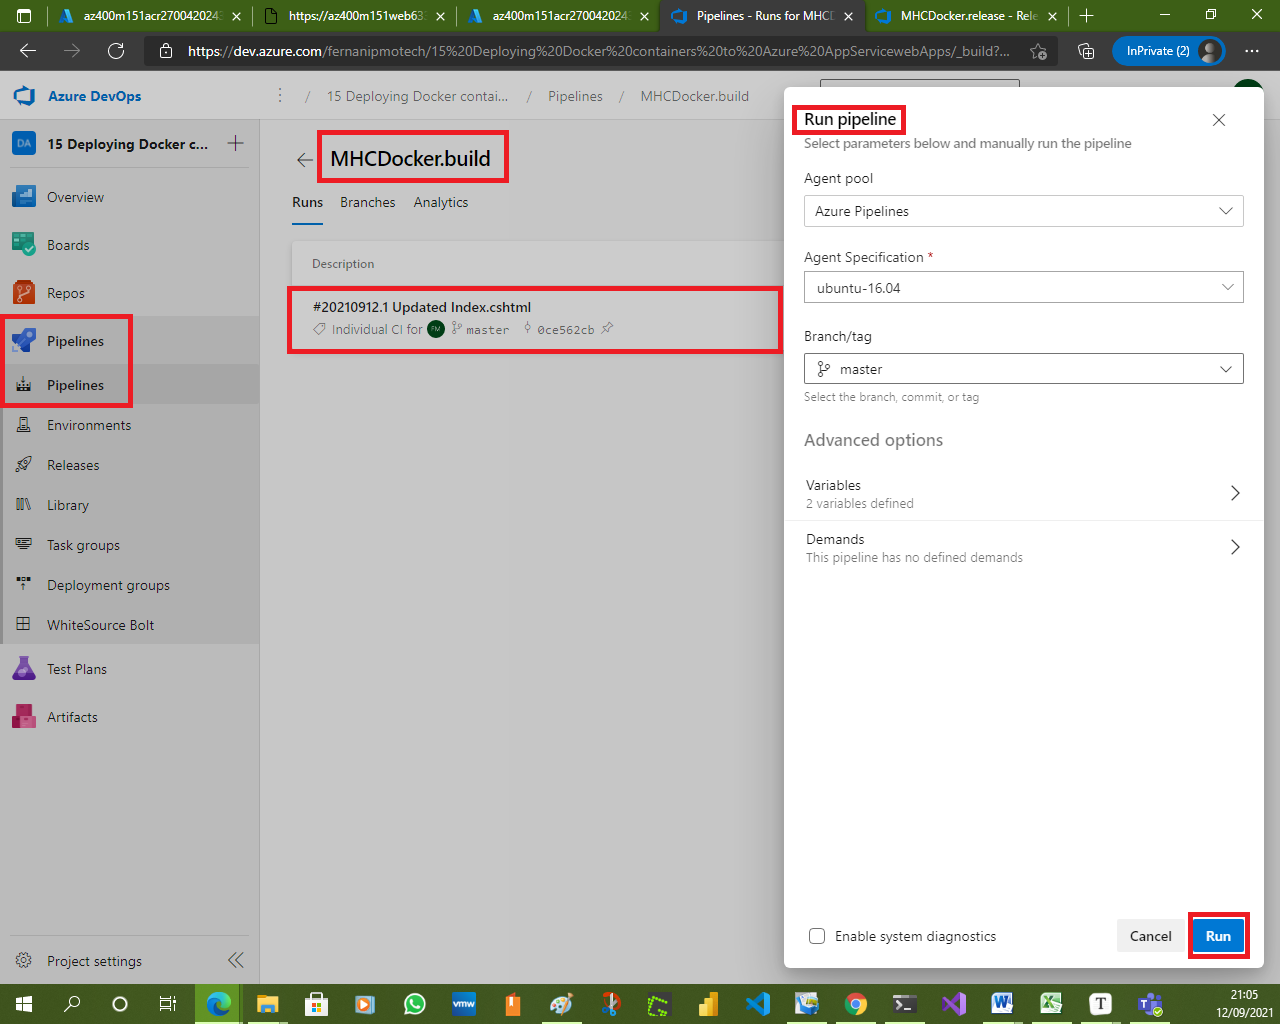 az400m151acr270042024
https://az400m151web63
az400m151acr270042024
Pipelines - Runs for MHCD
MHCDocker.release - Rele
https://dev.azure.com/fernanipmotech/15%20Deploying%20Docker%20containers%20to%20Azure%20AppServicewebApps/_build?...
InPrivate (2)
Azure DevOps
/ 15 Deploying Docker contai... / Pipelines / MHCDocker.build
DA 15 Deploying Docker c...
Overview
Boards
Repos
Pipelines
Pipelines
Environments
Releases
Library
Task groups
Deployment groups
WhiteSource Bolt
Test Plans
Artifacts
Project settings
MHCDocker.build
Runs Branches Analytics
Description
#20210912.1 Updated Index.cshtml
Individual CI for FM master 0ce562cb
Run pipeline
Select parameters below and manually run the pipeline
Agent pool
Azure Pipelines
Agent Specification *
ubuntu-16.04
Branch/tag
master
Select the branch, commit, or tag
Advanced options
Variables
2 variables defined
Demands
This pipeline has no defined demands
Enable system diagnostics
Cancel
Run
vmw
T
21:05
12/09/2021